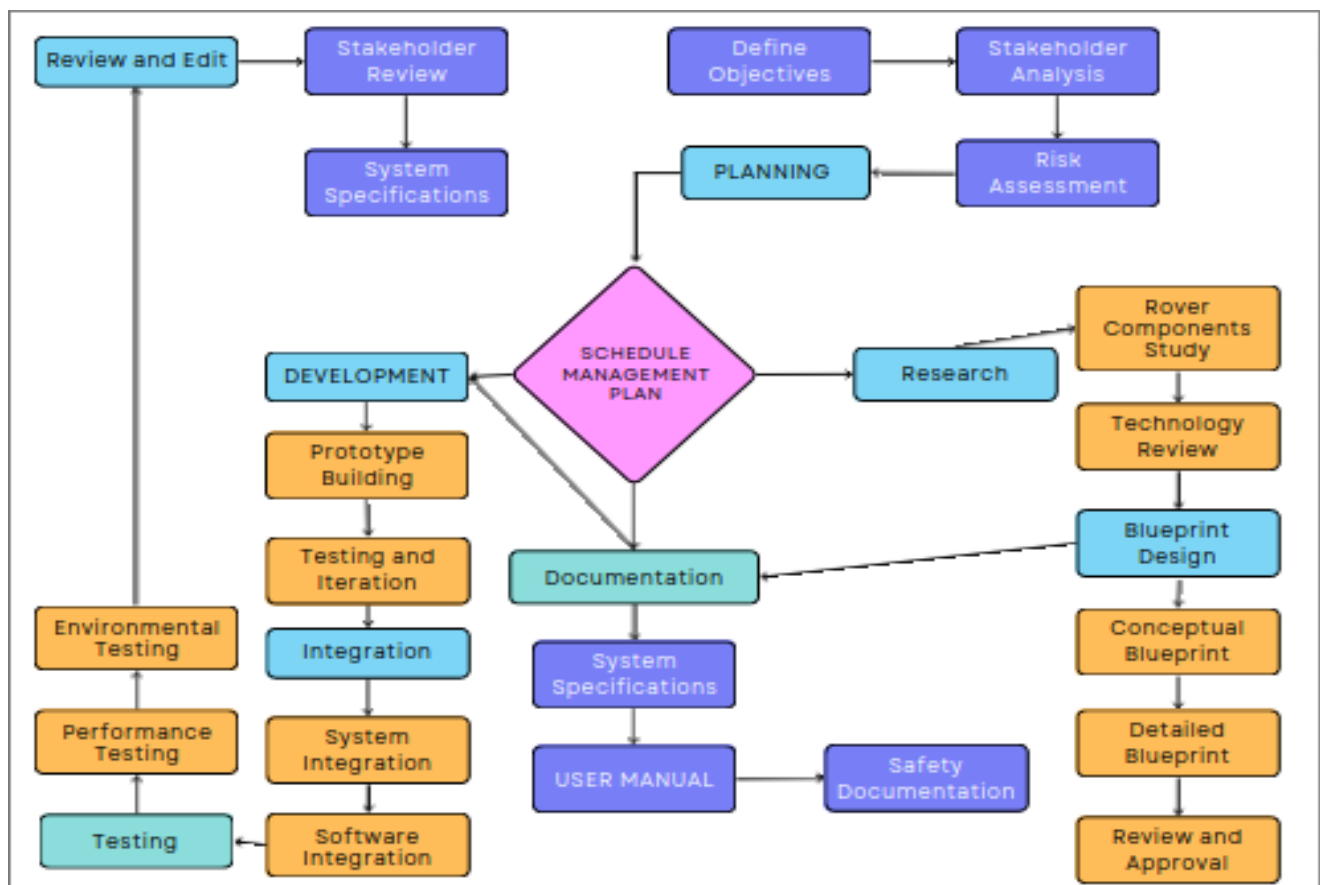 Review and Edit
Stakeholder
Review
System
Specifications
Define
Objectives
Stakeholder
Analysis
Risk
Assessment
PLANNING
SCHEDULE
MANAGEMENT
PLAN
DEVELOPMENT
Prototype
Building
Testing and
Iteration
Integration
System
Integration
Software
Integration
Testing
Performance
Testing
Environmental
Testing
Documentation
System
Specifications
USER MANUAL
Safety
Documentation
Research
Rover
Components
Study
Technology
Review
Blueprint
Design
Conceptual
Blueprint
Detailed
Blueprint
Review and
Approval